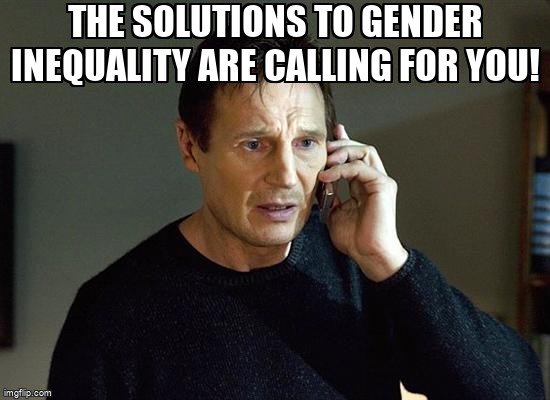 THE SOLUTIONS TO GENDER
INEQUALITY ARE CALLING FOR YOU!
imgflip.com